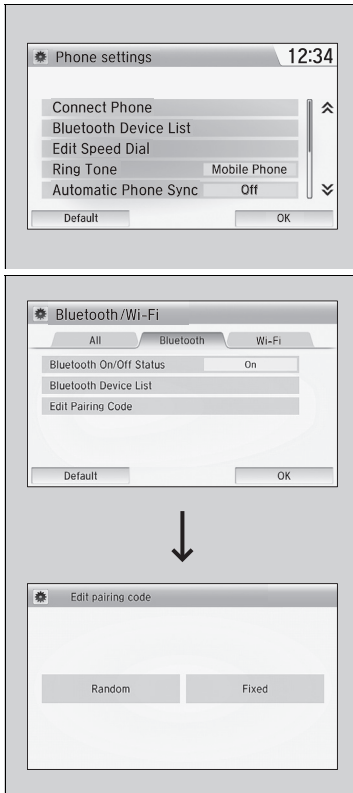 Phone settings 12:34
Connect Phone
Bluetooth Device List
Edit Speed Dial
Ring Tone Mobile Phone
Automatic Phone Sync Off
Default OK
Bluetooth/Wi-Fi
All Bluetooth Wi-Fi
Bluetooth On/Off Status On
Bluetooth Device List
Edit Pairing Code
Default OK
Edit pairing code
Random Fixed